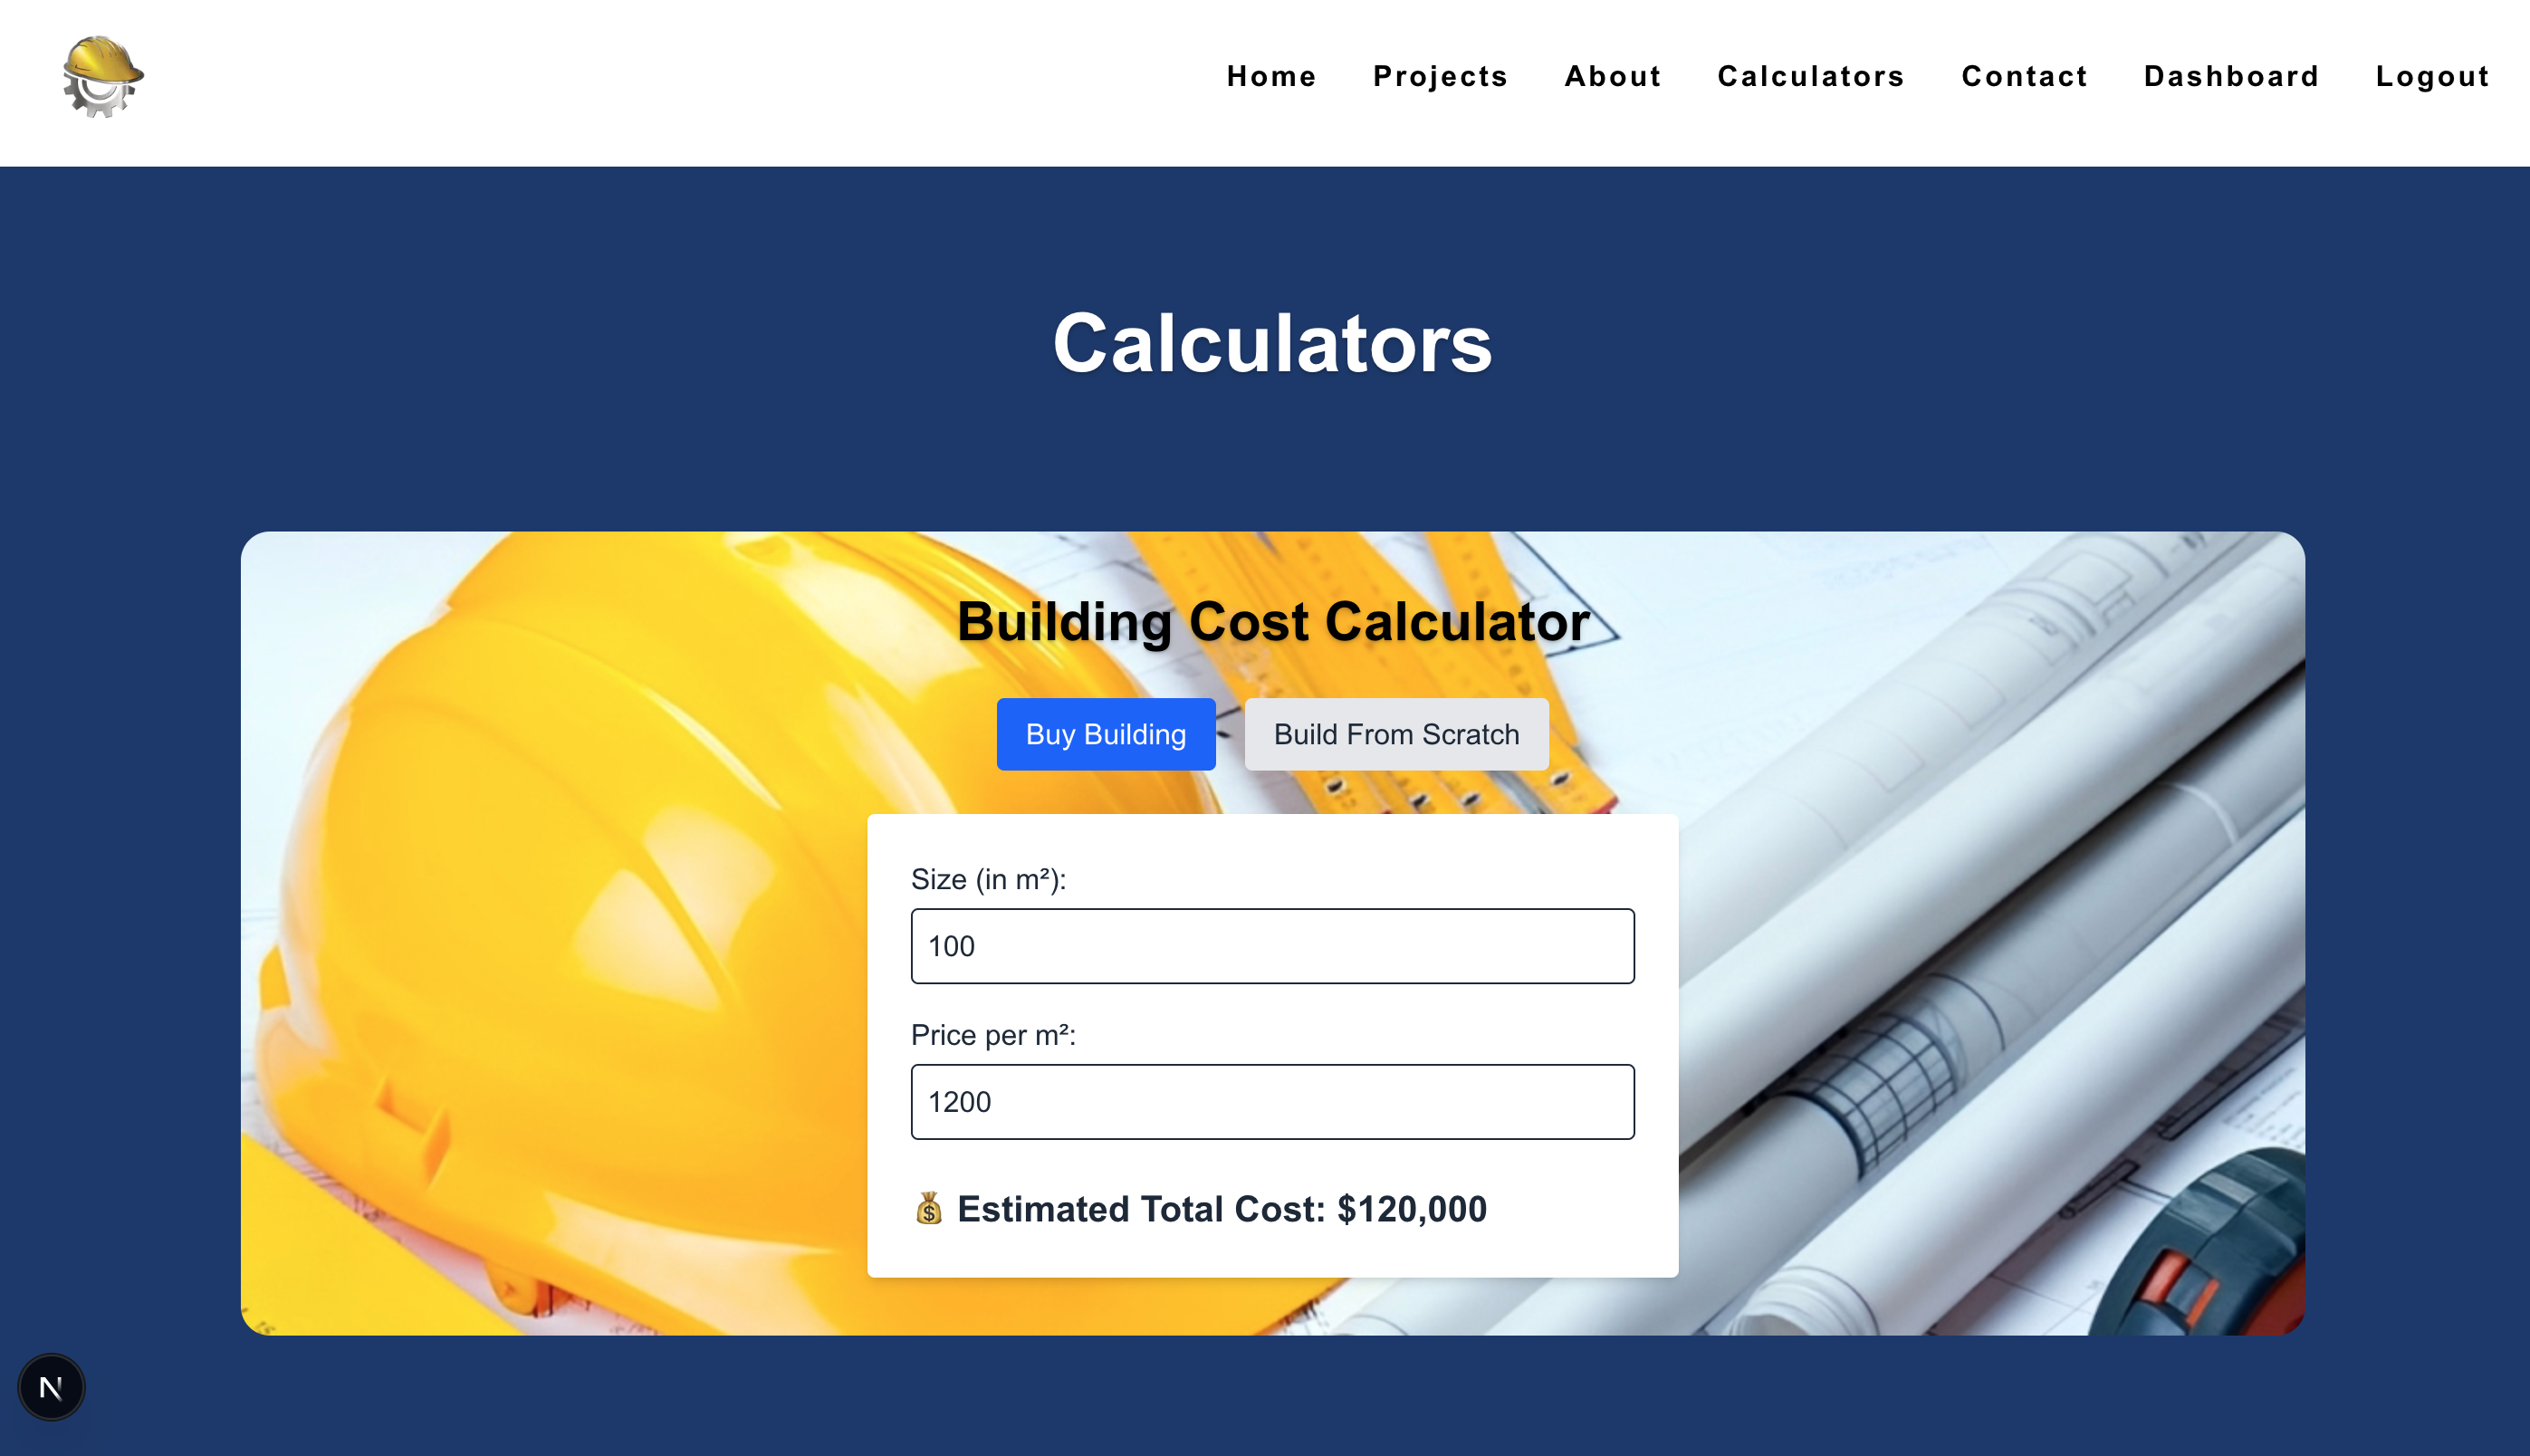 Home Projects About Calculators Contact Dashboard Logout
Calculators
Building Cost Calculator
Buy Building Build From Scratch
Size (in m²):
100
Price per m²:
1200
💰 Estimated Total Cost: $120,000
N